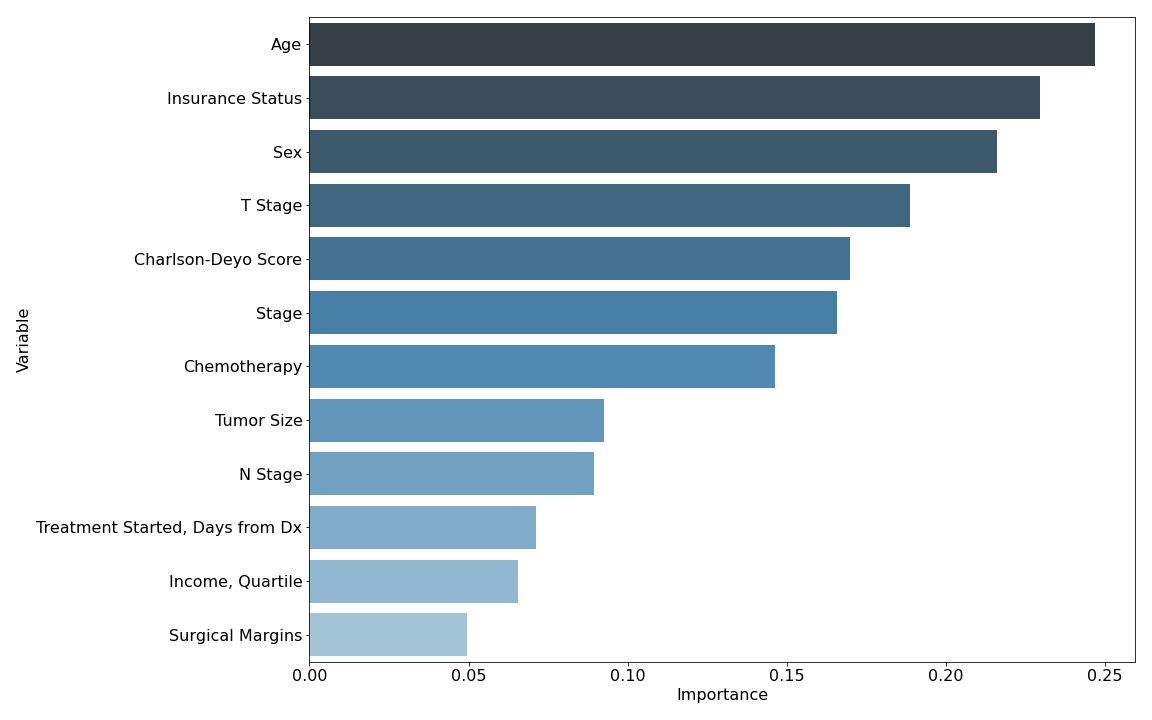 Variable
Age
Insurance Status
Sex
T Stage
Charlson-Deyo Score
Stage
Chemotherapy
Tumor Size
N Stage
Treatment Started, Days from Dx
Income, Quartile
Surgical Margins
0.00 0.05 0.10 0.15 0.20 0.25
Importance